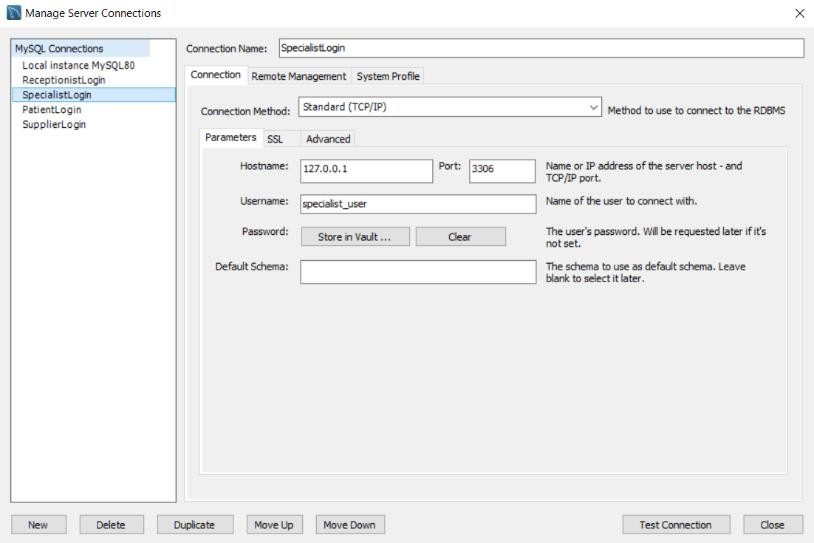 Manage Server Connections
MySQL Connections
Local instance MySQL80
ReceptionistLogin
SpecialistLogin
PatientLogin
SupplierLogin
Connection Name: SpecialistLogin
Connection Remote Management System Profile
Connection Method: Standard (TCP/IP) Method to use to connect to the RDBMS
Parameters SSL Advanced
Hostname: 127.0.0.1 Port: 3306 Name or IP address of the server host - and
TCP/IP port.
Username: specialist_user Name of the user to connect with.
Password: Store in Vault ... Clear The user's password. Will be requested later if it's
not set.
Default Schema: The schema to use as default schema. Leave
blank to select it later.
New Delete Duplicate Move Up Move Down Test Connection Close